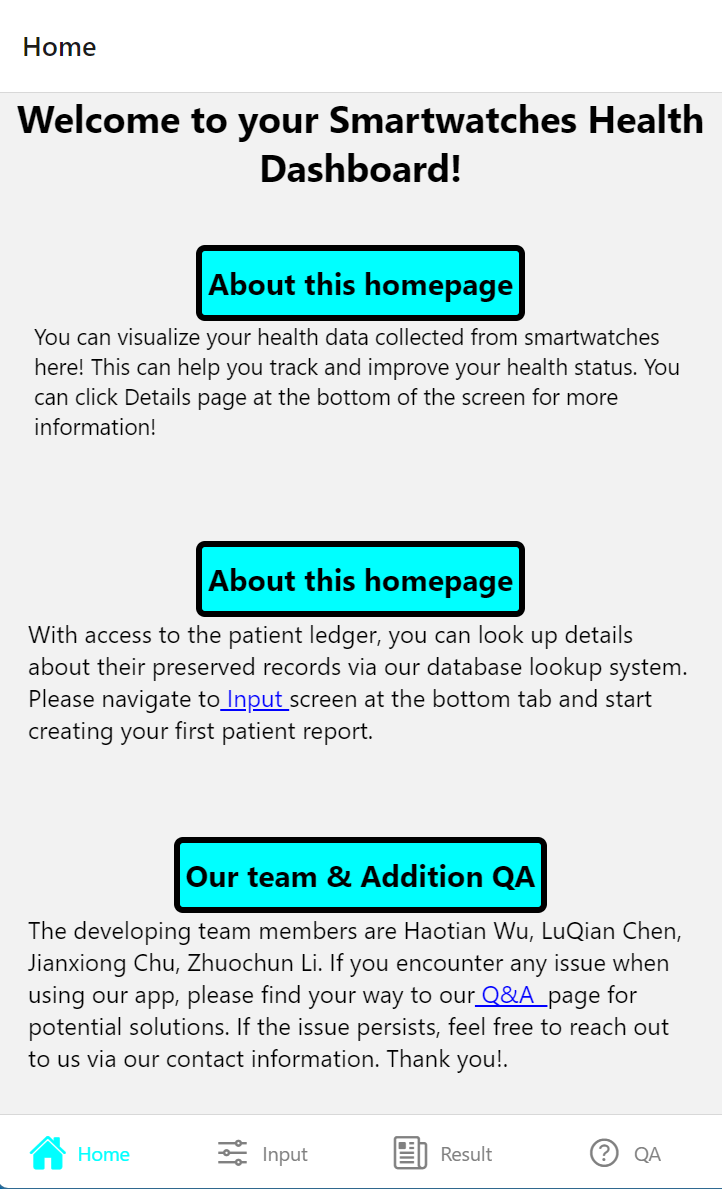 Home
Welcome to your Smartwatches Health
Dashboard!
About this homepage
You can visualize your health data collected from smartwatches
here! This can help you track and improve your health status. You
can click Details page at the bottom of the screen for more
information!
About this homepage
With access to the patient ledger, you can look up details
about their preserved records via our database lookup system.
Please navigate to Input screen at the bottom tab and start
creating your first patient report.
Our team & Addition QA
The developing team members are Haotian Wu, LuQian Chen,
Jianxiong Chu, Zhuochun Li. If you encounter any issue when
using our app, please find your way to our Q&A page for
potential solutions. If the issue persists, feel free to reach out
to us via our contact information. Thank you!.
Home Input Result QA